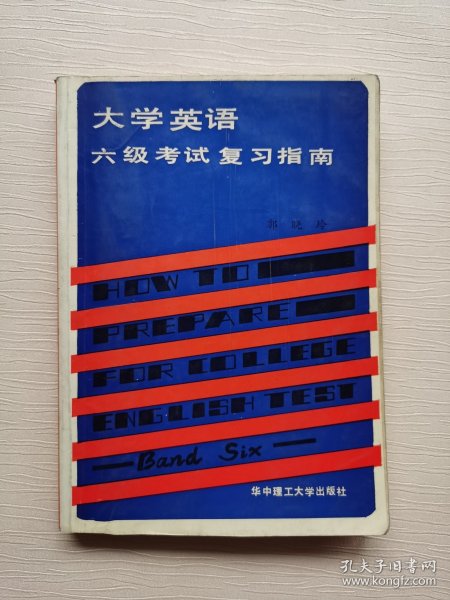 大学英语
六级考试复习指南
郭晓玲
HOW TO
PREPARE
FOR COLLEGE
ENGLISH TEST
Band Six
华中理工大学出版社
孔夫子旧书网
www.kongfz.com